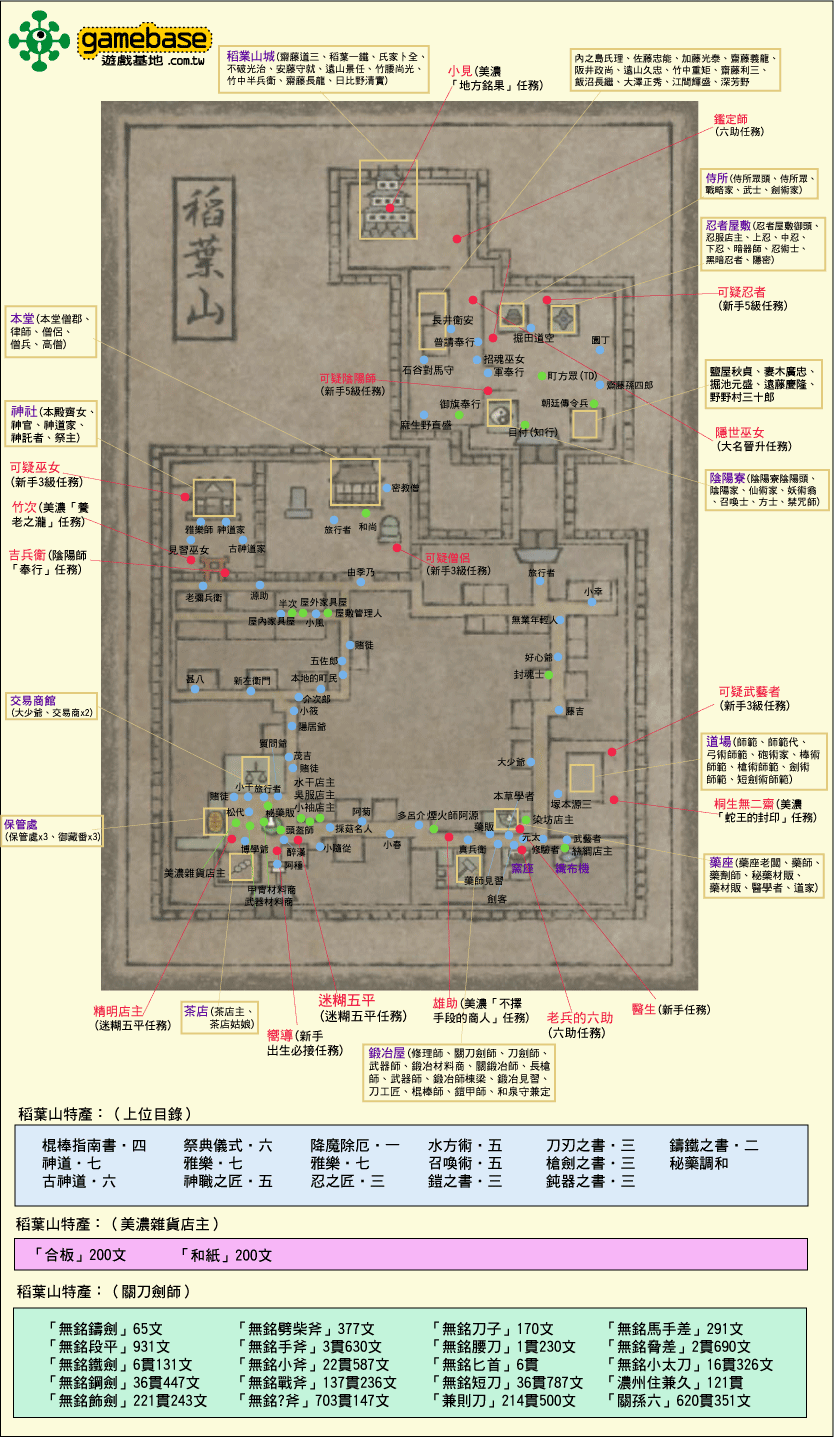 gamebase
遊戲基地 .com.tw
稻業山城(齋藤道三、稻葉一鐵、氏家卜全、
不破光治、安藤守就、遠山景任、竹腰尚光、
竹中半兵衛、齋藤長龍、日比野清實)
小見(美濃
「地方銘果」任務)
內之島氏理、佐藤忠能、加藤光泰、齋藤義龍、
阪井政尚、遠山久忠、竹中重矩、齋藤利三、
飯沼長繼、大澤正秀、江間輝盛、深芳野
鑑定師
(六助任務)
侍所(侍所眾頭、侍所眾、
戰略家、武士、劍術家)
忍者屋敷(忍者屋敷御頭、
忍服店主、上忍、中忍、
下忍、暗器師、忍術士、
黑暗忍者、隱密)
可疑忍者
(新手5級任務)
稻葉山
本堂(本堂僧郡、
律師、僧侶、
僧兵、高僧)
長井衛安
普請奉行
掘田道空
園丁
石谷對馬守
招魂巫女
軍奉行
町方眾(TD)
齋藤孫四郎
可疑陰陽師
(新手5級任務)
鹽屋秋貞、妻木廣忠、
掘池元盛、遠藤慶隆、
野野村三十郎
御旗奉行
朝廷傳令兵
麻生野直盛
目付(知行)
隱世巫女
(大名晉升任務)
神社(本殿齋女、
神官、神道家、
神託者、祭主)
可疑巫女
(新手3級任務)
竹次(美濃「養
老之瀧」任務)
吉兵衛(陰陽師
「奉行」任務)
陰陽寮(陰陽寮陰陽頭、
陰陽家、仙術家、妖術翁
、召喚士、方士、禁咒師)
密教僧
雅樂師
神道家
旅行者
和尚
見習巫女
古神道家
可疑僧侶
(新手3級任務)
由季乃
旅行者
老彌兵衛
源助
小幸
半次
屋外家具屋
屋內家具屋
小風
屋敷管理人
無業年輕人
賭徒
五佐郎
好心爺
甚八
新左衛門
本地的町民
封魂士
介次郎
小筱
藤吉
隱居爺
可疑武藝者
(新手3級任務)
交易商館
(大少爺、交易商x2)
質問爺
茂吉
賭徒
大少爺
道場(師範、師範代、
弓術師範、砲術家、棒術
師範、槍術師範、劍術
師範、短劍術師範)
小千
旅行者
水干店主
吳服店主
小袖店主
賭徒
松代
秘藥販
頭盔師
阿菊
採菇名人
多呂介
煙火師阿源
本草學者
塚本源三
桐生無二齋(美濃
「蛇王的封印」任務)
保管處
(保管處x3、御藏番x3)
藥販
染坊店主
元太
武藝者
博學爺
醉漢
小隨從
小春
真兵衛
修驗者
絲綢店主
美濃雜貨店主
阿種
藥師見習
窯座
織布機
藥座(藥座老闆、藥師、
藥劑師、秘藥材販、
藥材販、醫學者、道家)
甲冑材料商
武器材料商
劍客
精明店主
(迷糊五平任務)
茶店(茶店主、
茶店姑娘)
嚮導(新手
出生必接任務)
迷糊五平
(迷糊五平任務)
雄助(美濃「不擇
手段的商人」任務)
老兵的六助
(六助任務)
醫生(新手任務)
鍛冶屋(修理師、關刀劍師、刀劍師、
武器師、鍛冶材料商、關鍛冶師、長槍
師、武器師、鍛冶師棟梁、鍛冶見習、
刀工匠、棍棒師、鎧甲師、和泉守兼定
稻葉山特產：（上位目錄）
棍棒指南書・四 祭典儀式・六 降魔除厄・一 水方術・五 刀刃之書・三 鑄鐵之書・二
神道・七 雅樂・七 雅樂・七 召喚術・五 槍劍之書・三 秘藥調和
古神道・六 神職之匠・五 忍之匠・三 鎧之書・三 鈍器之書・三
稻葉山特產：（美濃雜貨店主）
「合板」200文 「和紙」200文
稻葉山特產：（關刀劍師）
「無銘鑄劍」65文 「無銘劈柴斧」377文 「無銘刀子」170文 「無銘馬手差」291文
「無銘段平」931文 「無銘手斧」3貫630文 「無銘腰刀」1貫230文 「無銘脅差」2貫690文
「無銘鐵劍」6貫131文 「無銘小斧」22貫587文 「無銘匕首」6貫 「無銘小太刀」16貫326文
「無銘鋼劍」36貫447文 「無銘戰斧」137貫236文 「無銘短刀」36貫787文 「濃州住兼久」121貫
「無銘飾劍」221貫243文 「無銘?斧」703貫147文 「兼則刀」214貫500文 「關孫六」620貫351文